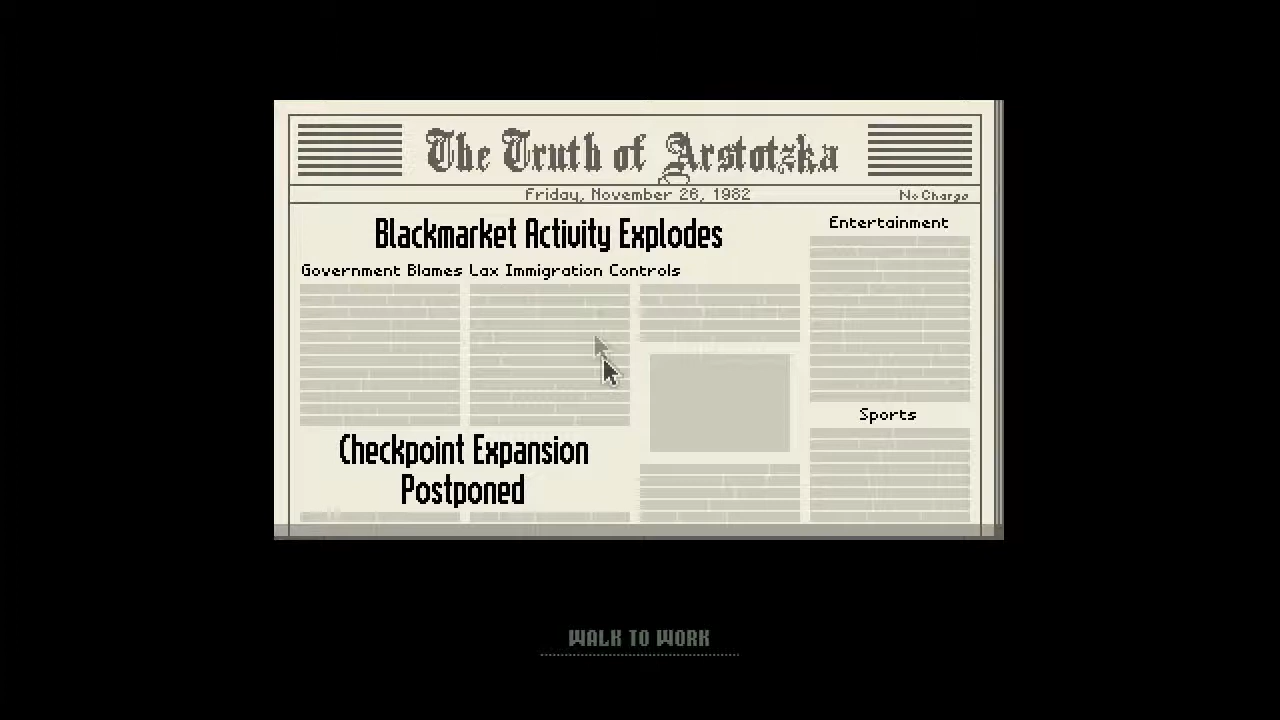 The Truth of Arstotzka
Friday, November 26, 1982
No Charge
Blackmarket Activity Explodes
Government Blames Lax Immigration Controls
Entertainment
Sports
Checkpoint Expansion
Postponed
WALK TO WORK